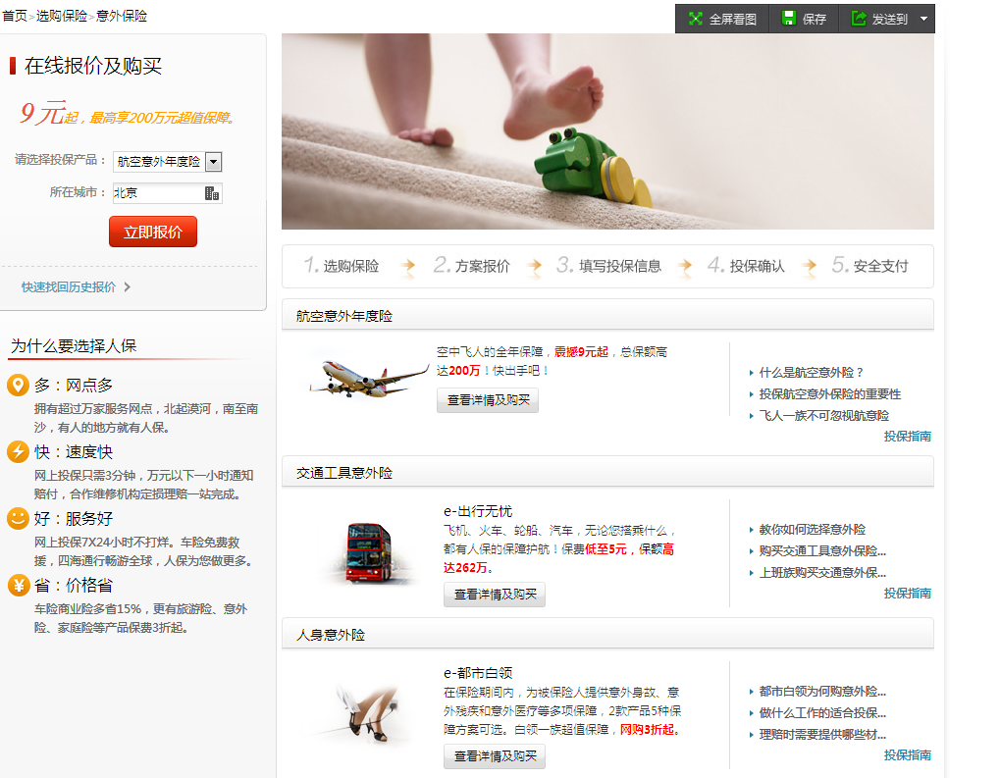 首页>选购保险>意外保险
全屏看图
保存
发送到
在线报价及购买
9元起，最高享200万元超值保障。
请选择投保产品：
航空意外年度险
所在城市：
北京
立即报价
快速找回历史报价
为什么要选择人保
多：网点多
拥有超过万家服务网点，北起漠河，南至南
沙，有人的地方就有人保。
快：速度快
网上投保只需3分钟，万元以下一小时通知
赔付，合作维修机构定损理赔一站完成。
好：服务好
网上投保7X24小时不打烊。车险免费救
援，四海通行畅游全球，人保为您做更多。
省：价格省
车险商业险多省15%，更有旅游险、意外
险、家庭险等产品保费3折起。
1.选购保险
2.方案报价
3.填写投保信息
4.投保确认
5.安全支付
航空意外年度险
空中飞人的全年保障，震撼9元起，总保额高
达200万！快出手吧！
查看详情及购买
什么是航空意外险？
投保航空意外保险的重要性
飞人一族不可忽视航意险
投保指南
交通工具意外险
e-出行无忧
飞机、火车、轮船、汽车，无论您搭乘什么，
都有人保的保障护航！保费低至5元，保额高
达262万。
查看详情及购买
教你如何选择意外险
购买交通工具意外保险...
上班族购买交通意外保...
投保指南
人身意外险
e-都市白领
在保险期间内，为被保险人提供意外身故、意
外残疾和意外医疗等多项保障，2款产品5种保
障方案可选。白领一族超值保障，网购3折起。
查看详情及购买
都市白领为何购意外险...
做什么工作的适合投保...
理赔时需要提供哪些材...
投保指南